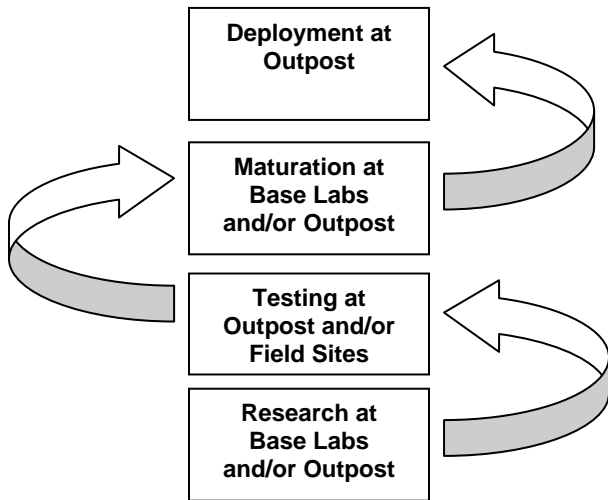 Deployment at
Outpost
Maturation at
Base Labs
and/or Outpost
Testing at
Outpost and/or
Field Sites
Research at
Base Labs
and/or Outpost